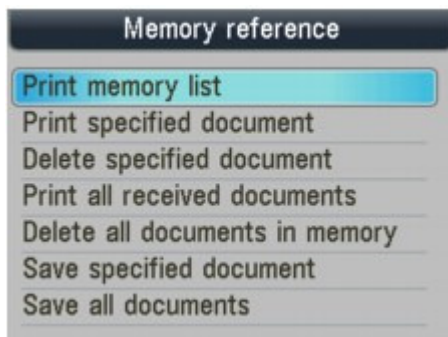 Memory reference
Print memory list
Print specified document
Delete specified document
Print all received documents
Delete all documents in memory
Save specified document
Save all documents